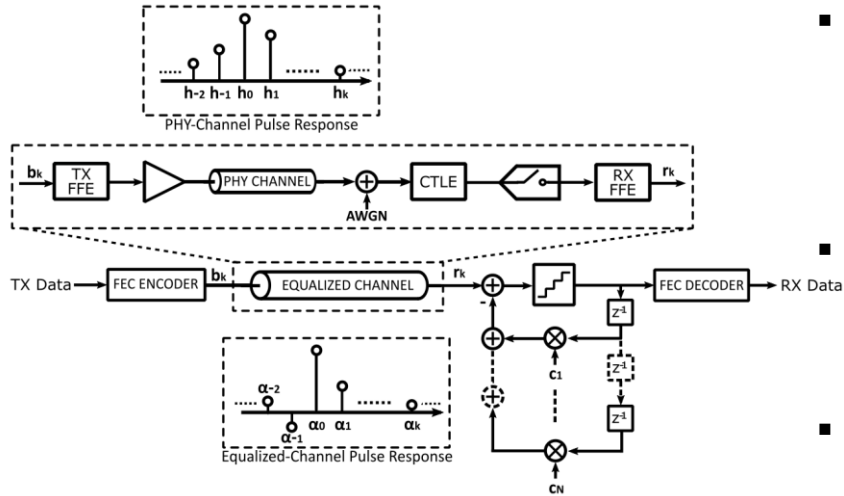 h-2 h-1 h0 h1 hk
PHY-Channel Pulse Response
bk
TX
FFE
PHY CHANNEL
AWGN
CTLE
RX
FFE
rk
TX Data
FEC ENCODER
bk
EQUALIZED CHANNEL
rk
-
FEC DECODER
RX Data
z-1
c1
z-1
z-1
cN
α-2
α-1 α0 α1 αk
Equalized-Channel Pulse Response